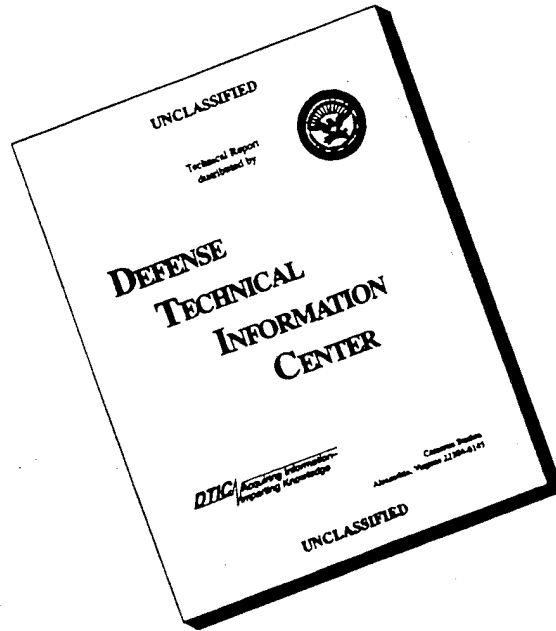 UNCLASSIFIED
Technical Report
distributed by
DEFENSE
TECHNICAL
INFORMATION
CENTER
DTIC Acquiring Information-
Imparting Knowledge
Cameron Station
Alexandria, Virginia 22304-6145
UNCLASSIFIED